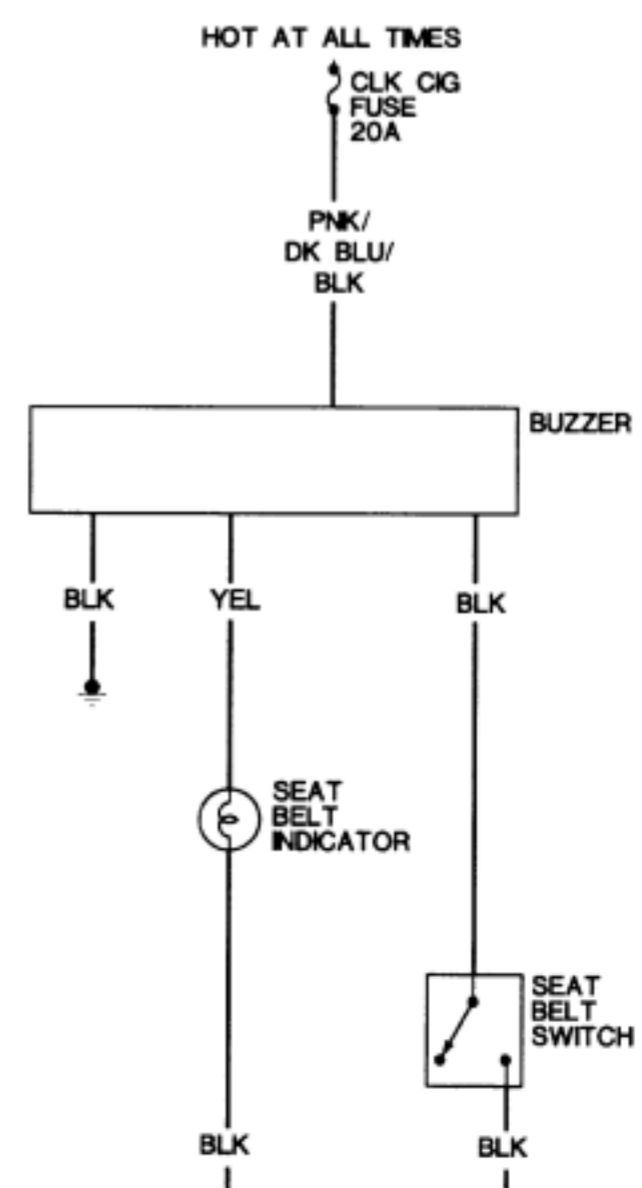 HOT AT ALL TIMES
CLK CIG
FUSE
20A
PNK/
DK BLU/
BLK
BUZZER
BLK
YEL
BLK
SEAT
BELT
INDICATOR
SEAT
BELT
SWITCH
BLK
BLK